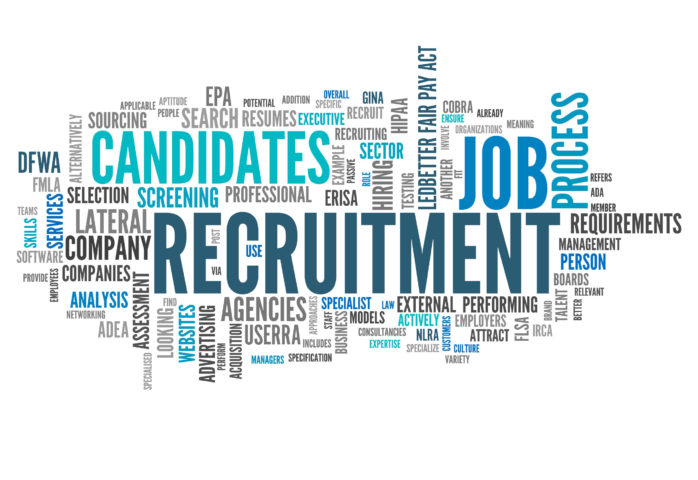 LEDBETTER FAIR PAY ACT
EPA
POTENTIAL
ADDITION
OVERALL
SPECIFIC
GINA
HIPAA
COBRA
ENSURE
ALREADY
PROCESS
APPLICABLE
APTITUDE
PEOPLE
SOURCING
SEARCH
RESUMES
EXECUTIVE
RECRUIT
RECRUITING
INVOLVE
ORGANIZATIONS
MEANING
ALTERNATIVELY
CANDIDATES
EXAMPLE
PASSIVE
SECTOR
HIRING
TESTING
ANOTHER
FIT
JOB
DFWA
FMLA
SELECTION
SCREENING
PROFESSIONAL
ERISA
ROLE
REFERS
ADA
MEMBER
TEAMS
SKILLS
SERVICES
LATERAL
POST
USE
RECRUITMENT
REQUIREMENTS
SOFTWARE
COMPANY
MANAGEMENT
PROVIDE
EMPLOYEES
COMPANIES
VIA
PERSON
BOARDS
ANALYSIS
ASSESSMENT
FIND
AGENCIES
APPROACHES
SPECIALIST
LAW
EXTERNAL
PERFORMING
BRAND
TALENT
RELEVANT
BETTER
NETWORKING
ADEA
LOOKING
WEBSITES
ADVERTISING
ACQUISITION
USERRA
STAFF
MODELS
ACTIVELY
EMPLOYERS
FLSA
IRCA
CONSULTANCIES
NLRA
CUSTOMERS
ATTRACT
SPECIALISED
PERFORM
INCLUDES
BUSINESS
EXPERTISE
SPECIALIZE
CULTURE
MANAGERS
SPECIFICATION
VARIETY